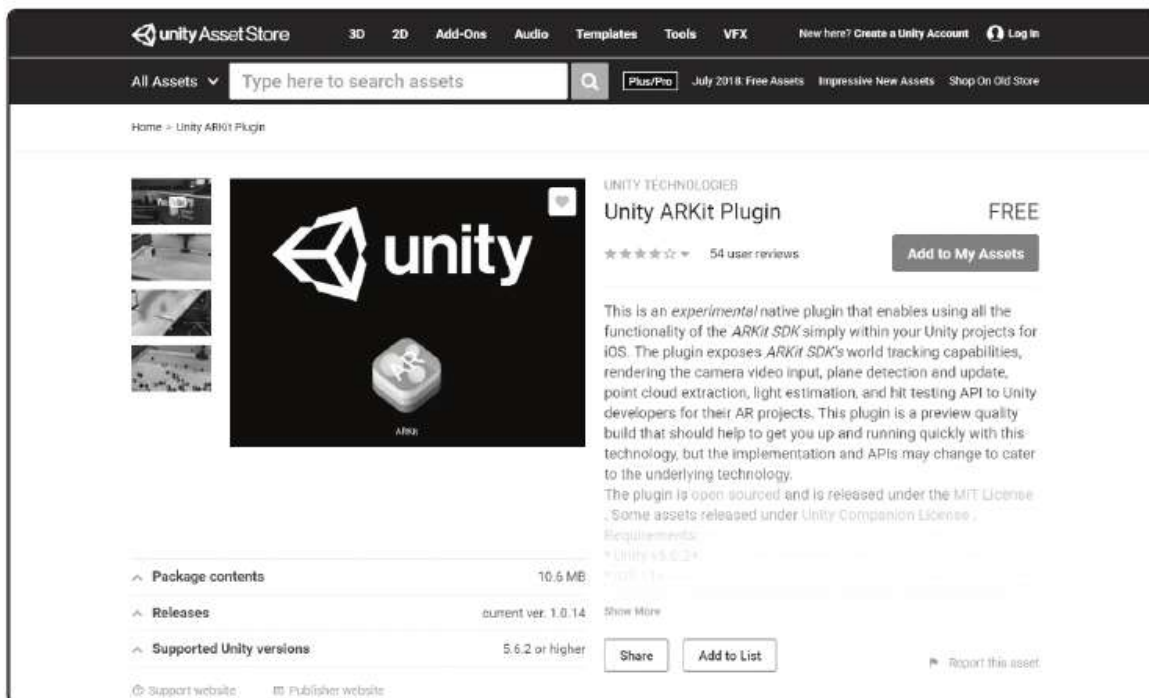 unity Asset Store 3D 2D Add-Ons Audio Templates Tools VFX New here? Create a Unity Account Log In
All Assets Type here to search assets Plus/Pro July 2018: Free Assets Impressive New Assets Shop On Old Store
Home > Unity ARKit Plugin
unity
ARKit
UNITY TECHNOLOGIES
Unity ARKit Plugin FREE
54 user reviews Add to My Assets
This is an experimental native plugin that enables using all the
functionality of the ARKit SDK simply within your Unity projects for
iOS. The plugin exposes ARKit SDK's world tracking capabilities,
rendering the camera video input, plane detection and update,
point cloud extraction, light estimation, and hit testing API to Unity
developers for their AR projects. This plugin is a preview quality
build that should help to get you up and running quickly with this
technology, but the implementation and APIs may change to cater
to the underlying technology.
The plugin is open sourced and is released under the MIT License
. Some assets released under Unity Companion License .
Requirements:
Show More
Share Add to List Report this asset
Package contents 10.6 MB
Releases current ver. 1.0.14
Supported Unity versions 5.6.2 or higher
Support website Publisher website